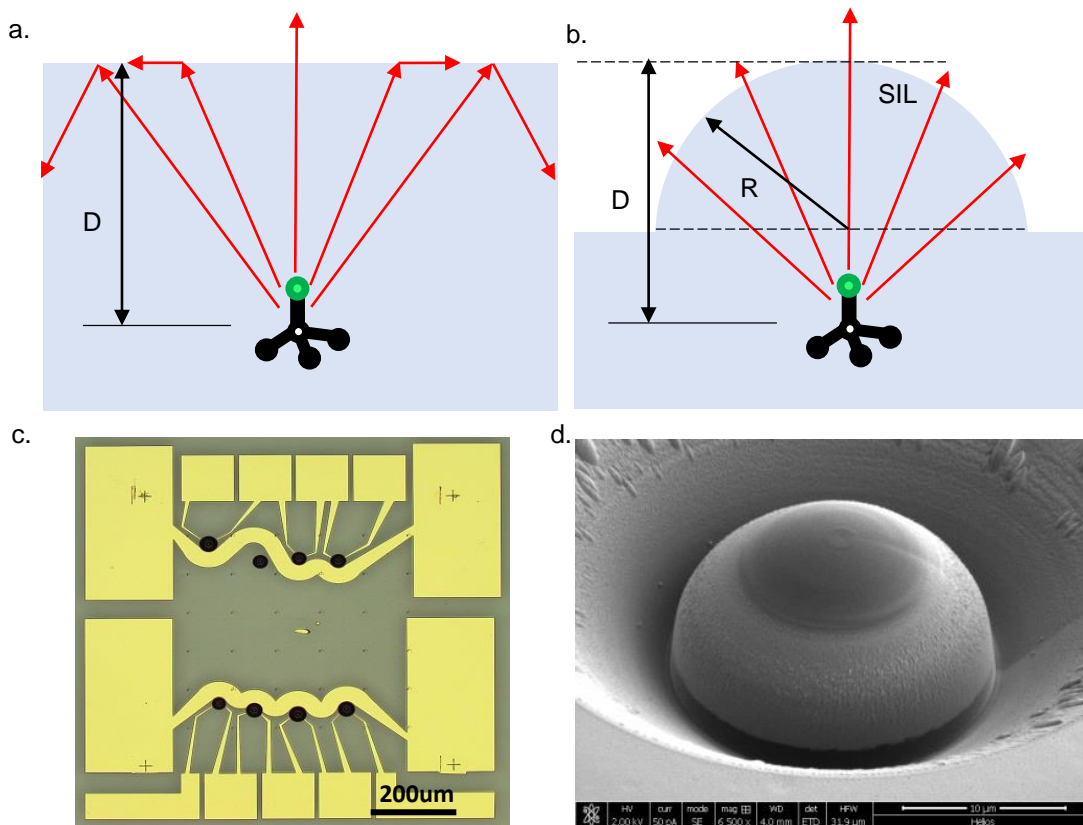 a.
D
b.
SIL
R
D
c.
200um
d.
HV curr mode mag ⊞ WD det HFW
2.00 kV 50 pA SE 6 500 x 4.0 mm ETD 31.9 µm
10 µm
Helios